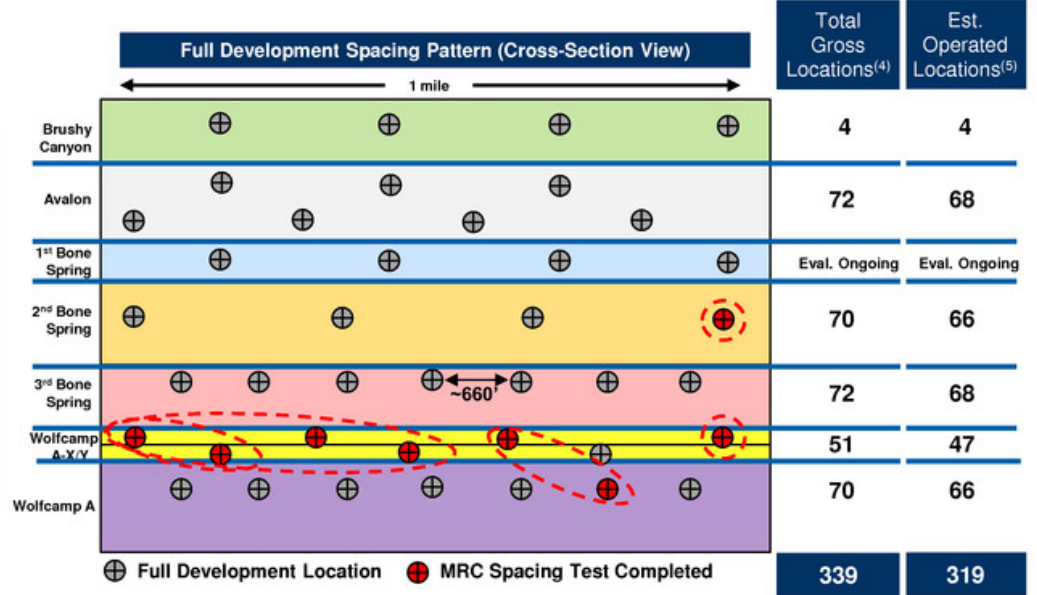 Total
Gross
Locations(4)
Est.
Operated
Locations(5)
Full Development Spacing Pattern (Cross-Section View)
1 mile
Brushy
Canyon
4
4
Avalon
72
68
1st Bone
Spring
Eval. Ongoing
Eval. Ongoing
2nd Bone
Spring
70
66
3rd Bone
Spring
~660'
72
68
Wolfcamp
A-X/Y
51
47
Wolfcamp A
70
66
Full Development Location
MRC Spacing Test Completed
339
319